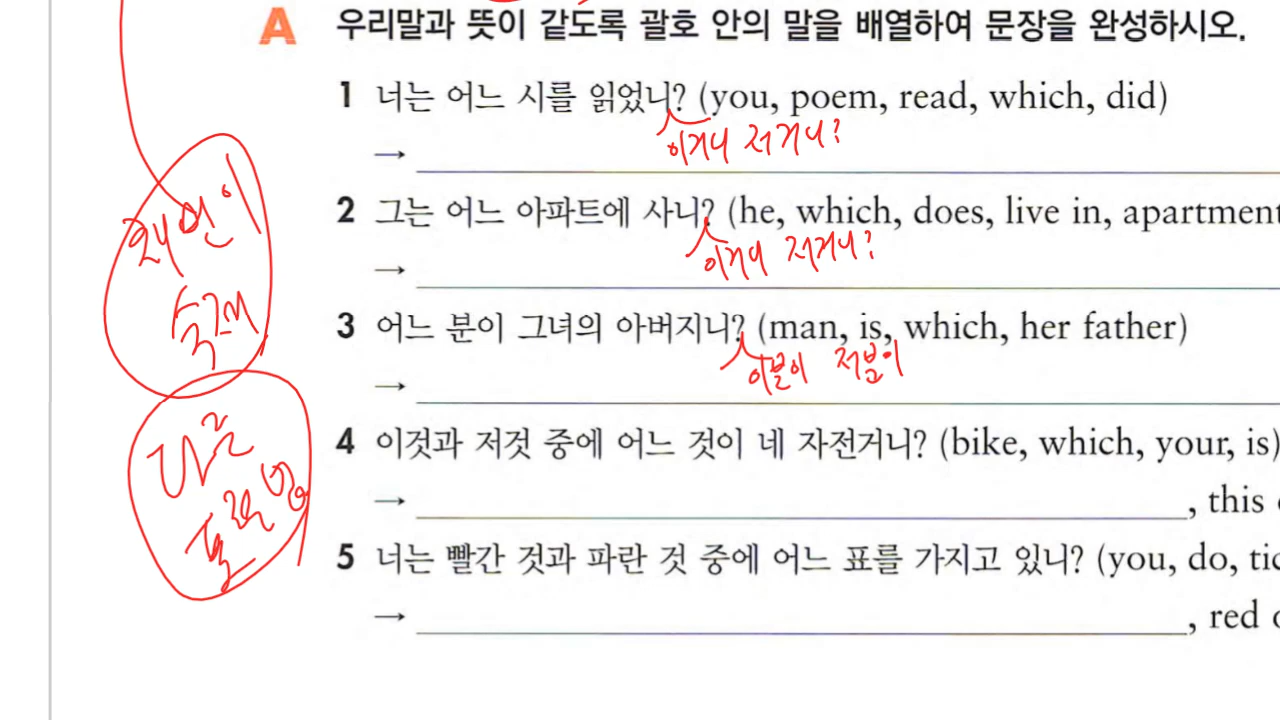 A 우리말과 뜻이 같도록 괄호 안의 말을 배열하여 문장을 완성하시오.
1 너는 어느 시를 읽었니? (you, poem, read, which, did)
이거니 저거니?
→
2 그는 어느 아파트에 사니? (he, which, does, live in, apartment
이거니 저거니?
→
3 어느 분이 그녀의 아버지니? (man, is, which, her father)
이분이 저분이
→
숙제
4 이것과 저것 중에 어느 것이 네 자전거니? (bike, which, your, is)
→ , this
5 너는 빨간 것과 파란 것 중에 어느 표를 가지고 있니? (you, do, tic
→ , red